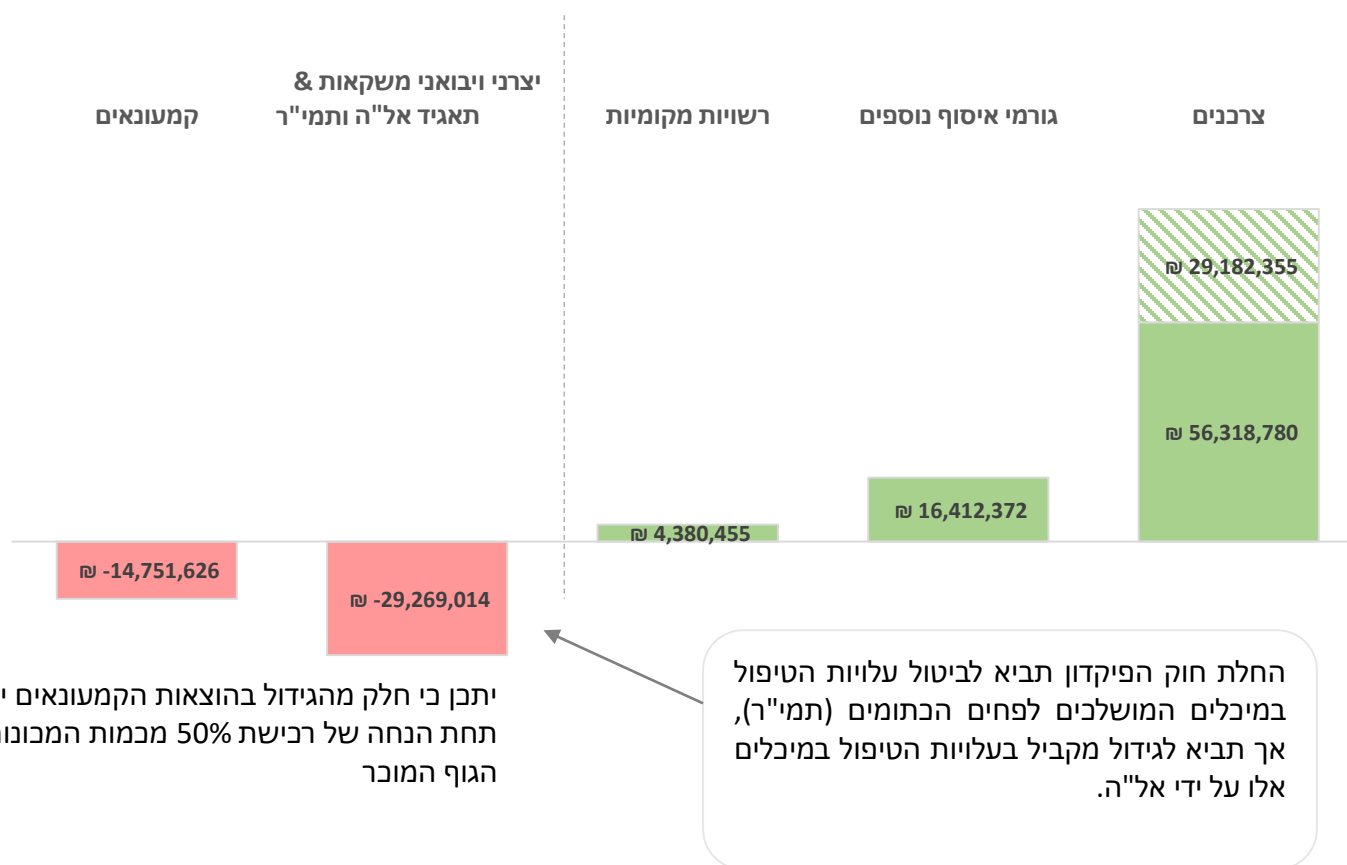 צרכנים
גורמי איסוף נוספים
רשויות מקומיות
יצרני ויבואני משקאות &
תאגיד אל"ה ותמי"ר
קמעונאים
29,182,355 ₪
56,318,780 ₪
16,412,372 ₪
4,380,455 ₪
-29,269,014 ₪
-14,751,626 ₪
החלת חוק הפיקדון תביא לביטול עלויות הטיפול
במיכלים המושלכים לפחים הכתומים (תמי"ר),
אך תביא לגידול מקביל בעלויות הטיפול במיכלים
אלו על ידי אל"ה.
יתכן כי חלק מהגידול בהוצאות הקמעונאים
תחת הנחה של רכישת 50% מכמות
הגוף המוכר